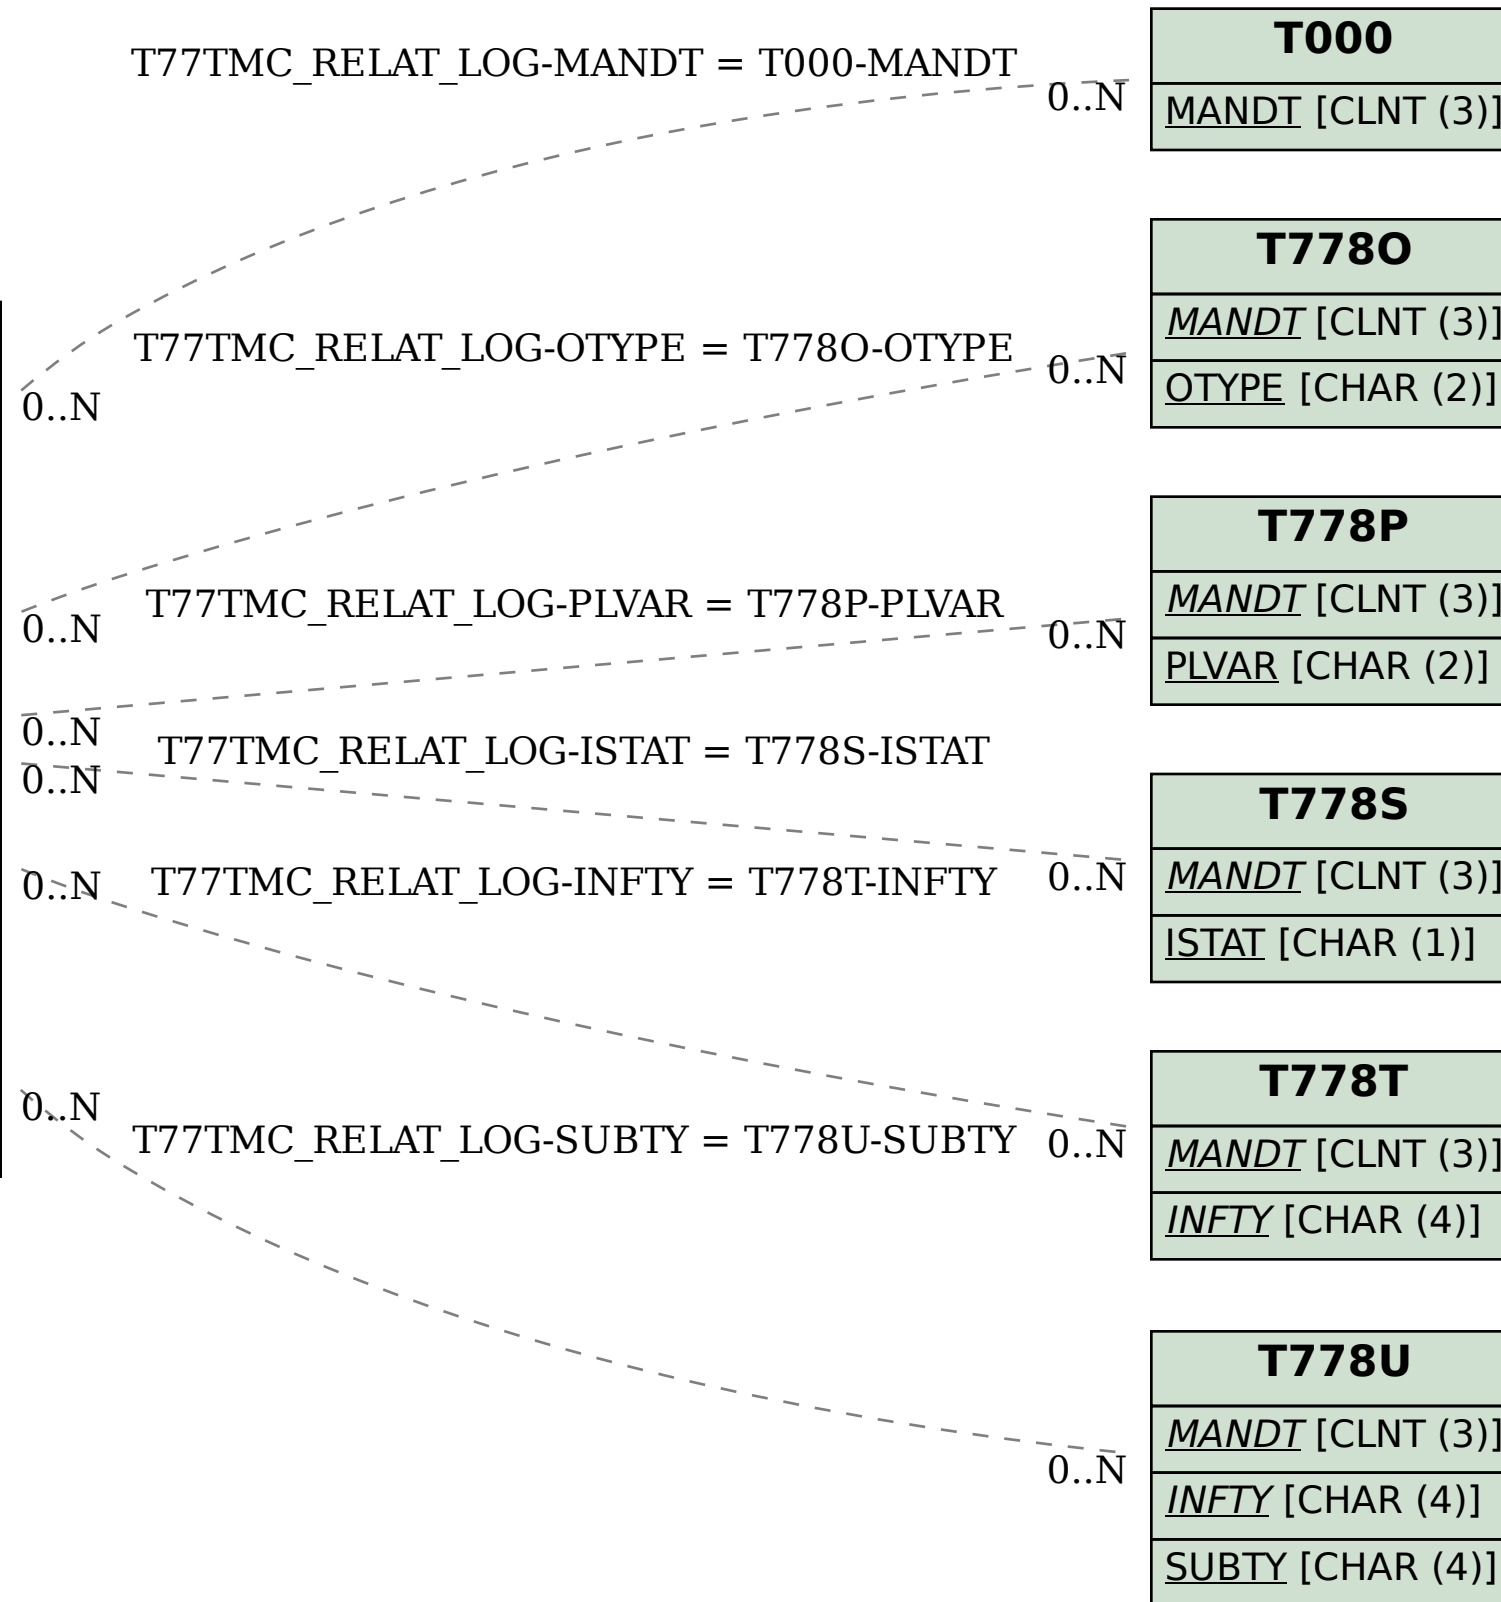 T77TMC_RELAT_LOG-MANDT = T000-MANDT
0..N
0..N
T77TMC_RELAT_LOG-OTYPE = T778O-OTYPE
0..N
0..N
T77TMC_RELAT_LOG-PLVAR = T778P-PLVAR
0..N
0..N
T77TMC_RELAT_LOG-ISTAT = T778S-ISTAT
0..N
0..N
T77TMC_RELAT_LOG-INFTY = T778T-INFTY
0..N
0..N
T77TMC_RELAT_LOG-SUBTY = T778U-SUBTY
0..N
0..N
T000
MANDT [CLNT (3)]
T778O
MANDT [CLNT (3)]
OTYPE [CHAR (2)]
T778P
MANDT [CLNT (3)]
PLVAR [CHAR (2)]
T778S
MANDT [CLNT (3)]
ISTAT [CHAR (1)]
T778T
MANDT [CLNT (3)]
INFTY [CHAR (4)]
T778U
MANDT [CLNT (3)]
INFTY [CHAR (4)]
SUBTY [CHAR (4)]